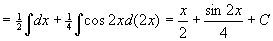 = 1/2 ∫dx + 1/4 ∫cos 2xd(2x) = x/2 + sin 2x/4 + C